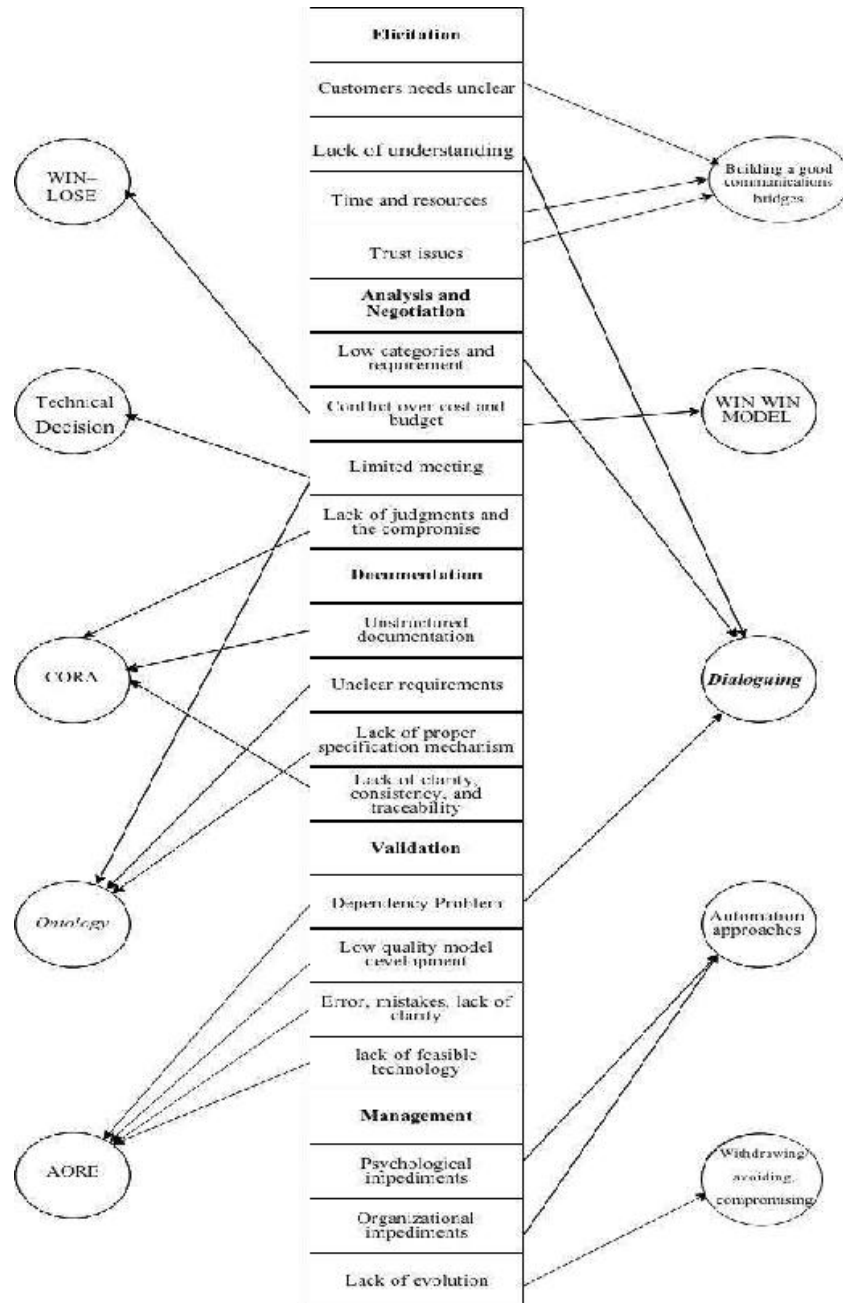 Elicitation
Customers needs unclear
Lack of understanding
Time and resources
Trust issues
Analysis and
Negotiation
Low categories and
requirement
Conflict over cost and
budget
Limited meeting
Lack of judgments and
the compromise
Documentation
Unstructured
documentation
Unclear requirements
Lack of proper
specification mechanism
Lack of clarity,
consistency, and
traceability
Validation
Dependency Problem
Low quality model
development
Error, mistakes, lack of
clarity
lack of feasible
technology
Management
Psychological
impediments
Organizational
impediments
Lack of evolution
WIN–
LOSE
Technical
Decision
CORA
Ontology
AORE
Building a good
communications
bridges
WIN WIN
MODEL
Dialoguing
Automation
approaches
Withdrawing/
avoiding,
compromising